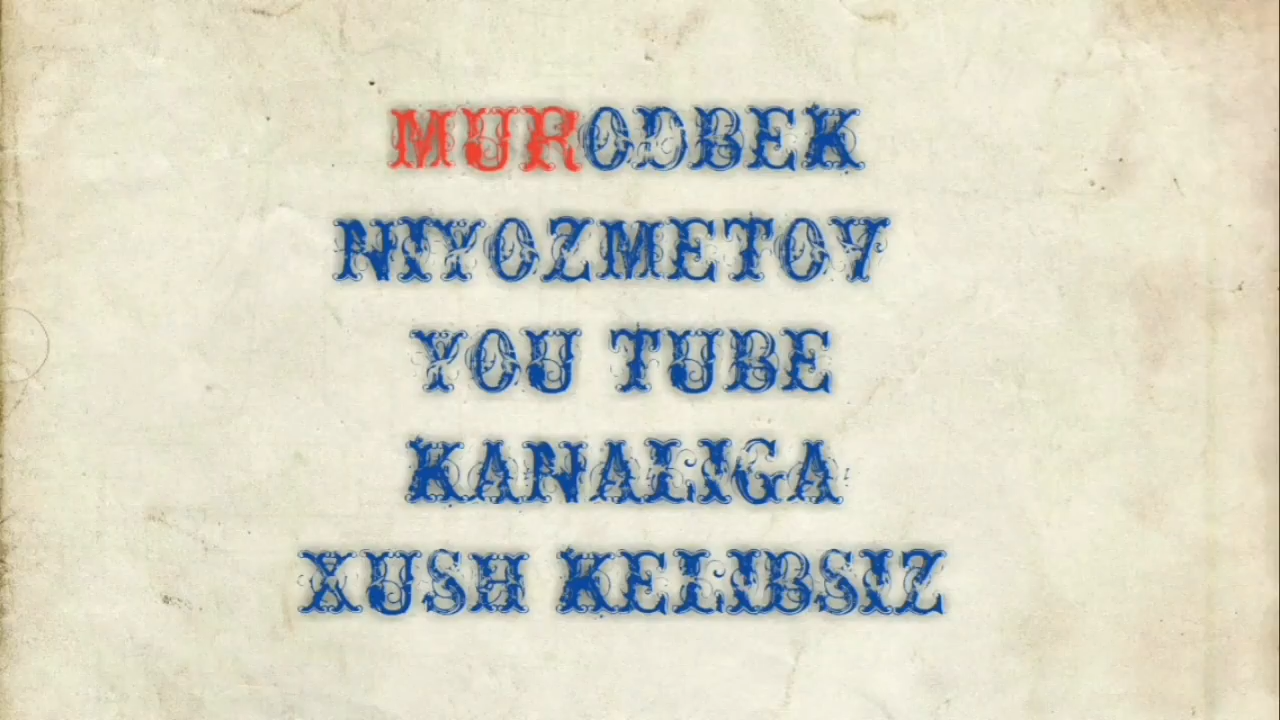 MURODBEK
NIYOZMETOV
YOU TUBE
KANALIGA
XUSH KELIBSIZ